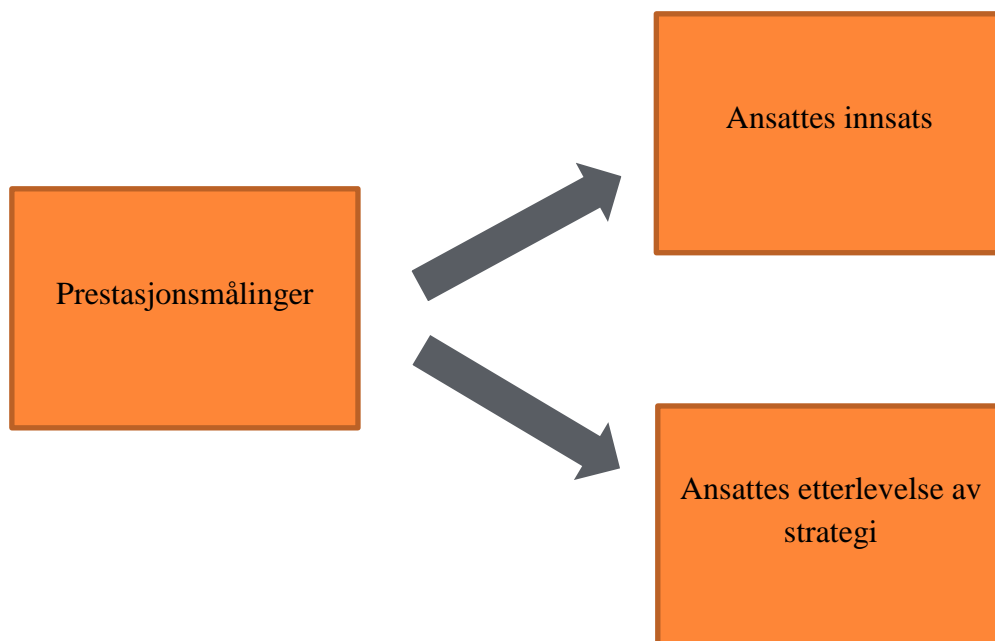 Prestasjonsmålinger
Ansattes innsats
Ansattes etterlevelse av
strategi